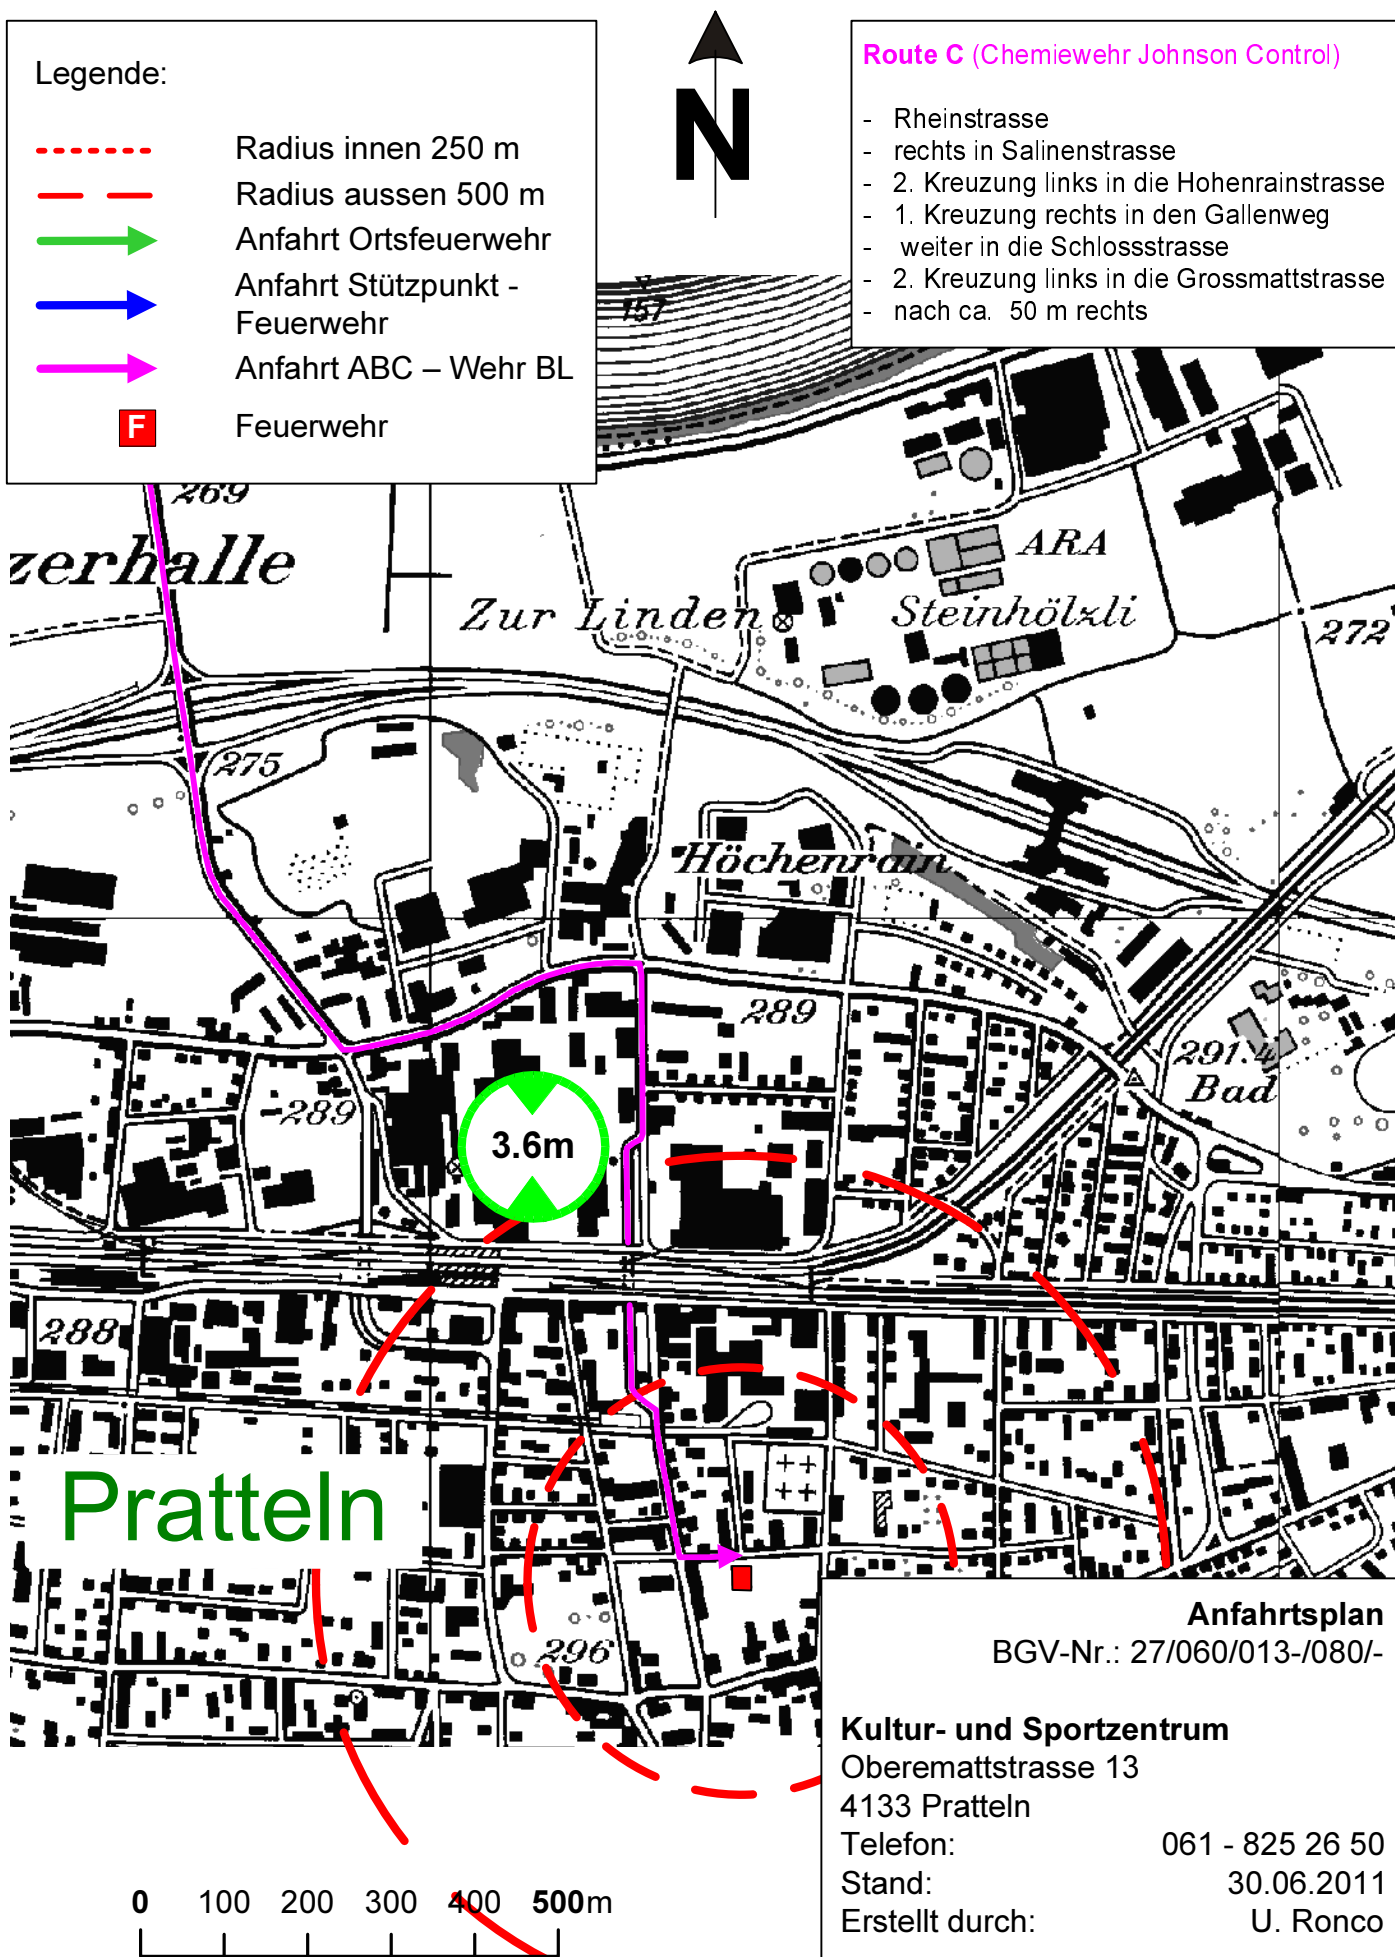 Legende:
Radius innen 250 m
Radius aussen 500 m
Anfahrt Ortsfeuerwehr
Anfahrt Stützpunkt -
Feuerwehr
Anfahrt ABC – Wehr BL
F Feuerwehr
N
Route C (Chemiewehr Johnson Control)
- Rheinstrasse
- rechts in Salinenstrasse
- 2. Kreuzung links in die Hohenrainstrasse
- 1. Kreuzung rechts in den Gallenweg
- weiter in die Schlossstrasse
- 2. Kreuzung links in die Grossmattstrasse
- nach ca. 50 m rechts
157
269
zerhalle
ARA
Zur Linden
Steinhölzli
272
275
Höchenrain
289
291.4
Bad
289
3.6m
288
Pratteln
296
Anfahrtsplan
BGV-Nr.: 27/060/013-/080/-
Kultur- und Sportzentrum
Oberemattstrasse 13
4133 Pratteln
Telefon: 061 - 825 26 50
Stand: 30.06.2011
Erstellt durch: U. Ronco
0 100 200 300 400 500m